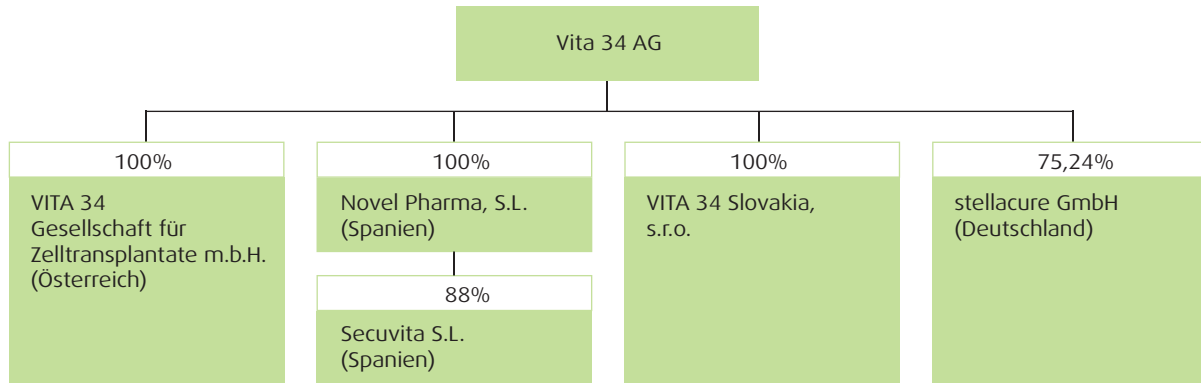 Vita 34 AG
100%
VITA 34
Gesellschaft für
Zelltransplantate m.b.H.
(Österreich)
100%
Novel Pharma, S.L.
(Spanien)
88%
Secuvita S.L.
(Spanien)
100%
VITA 34 Slovakia,
s.r.o.
75,24%
stellacure GmbH
(Deutschland)